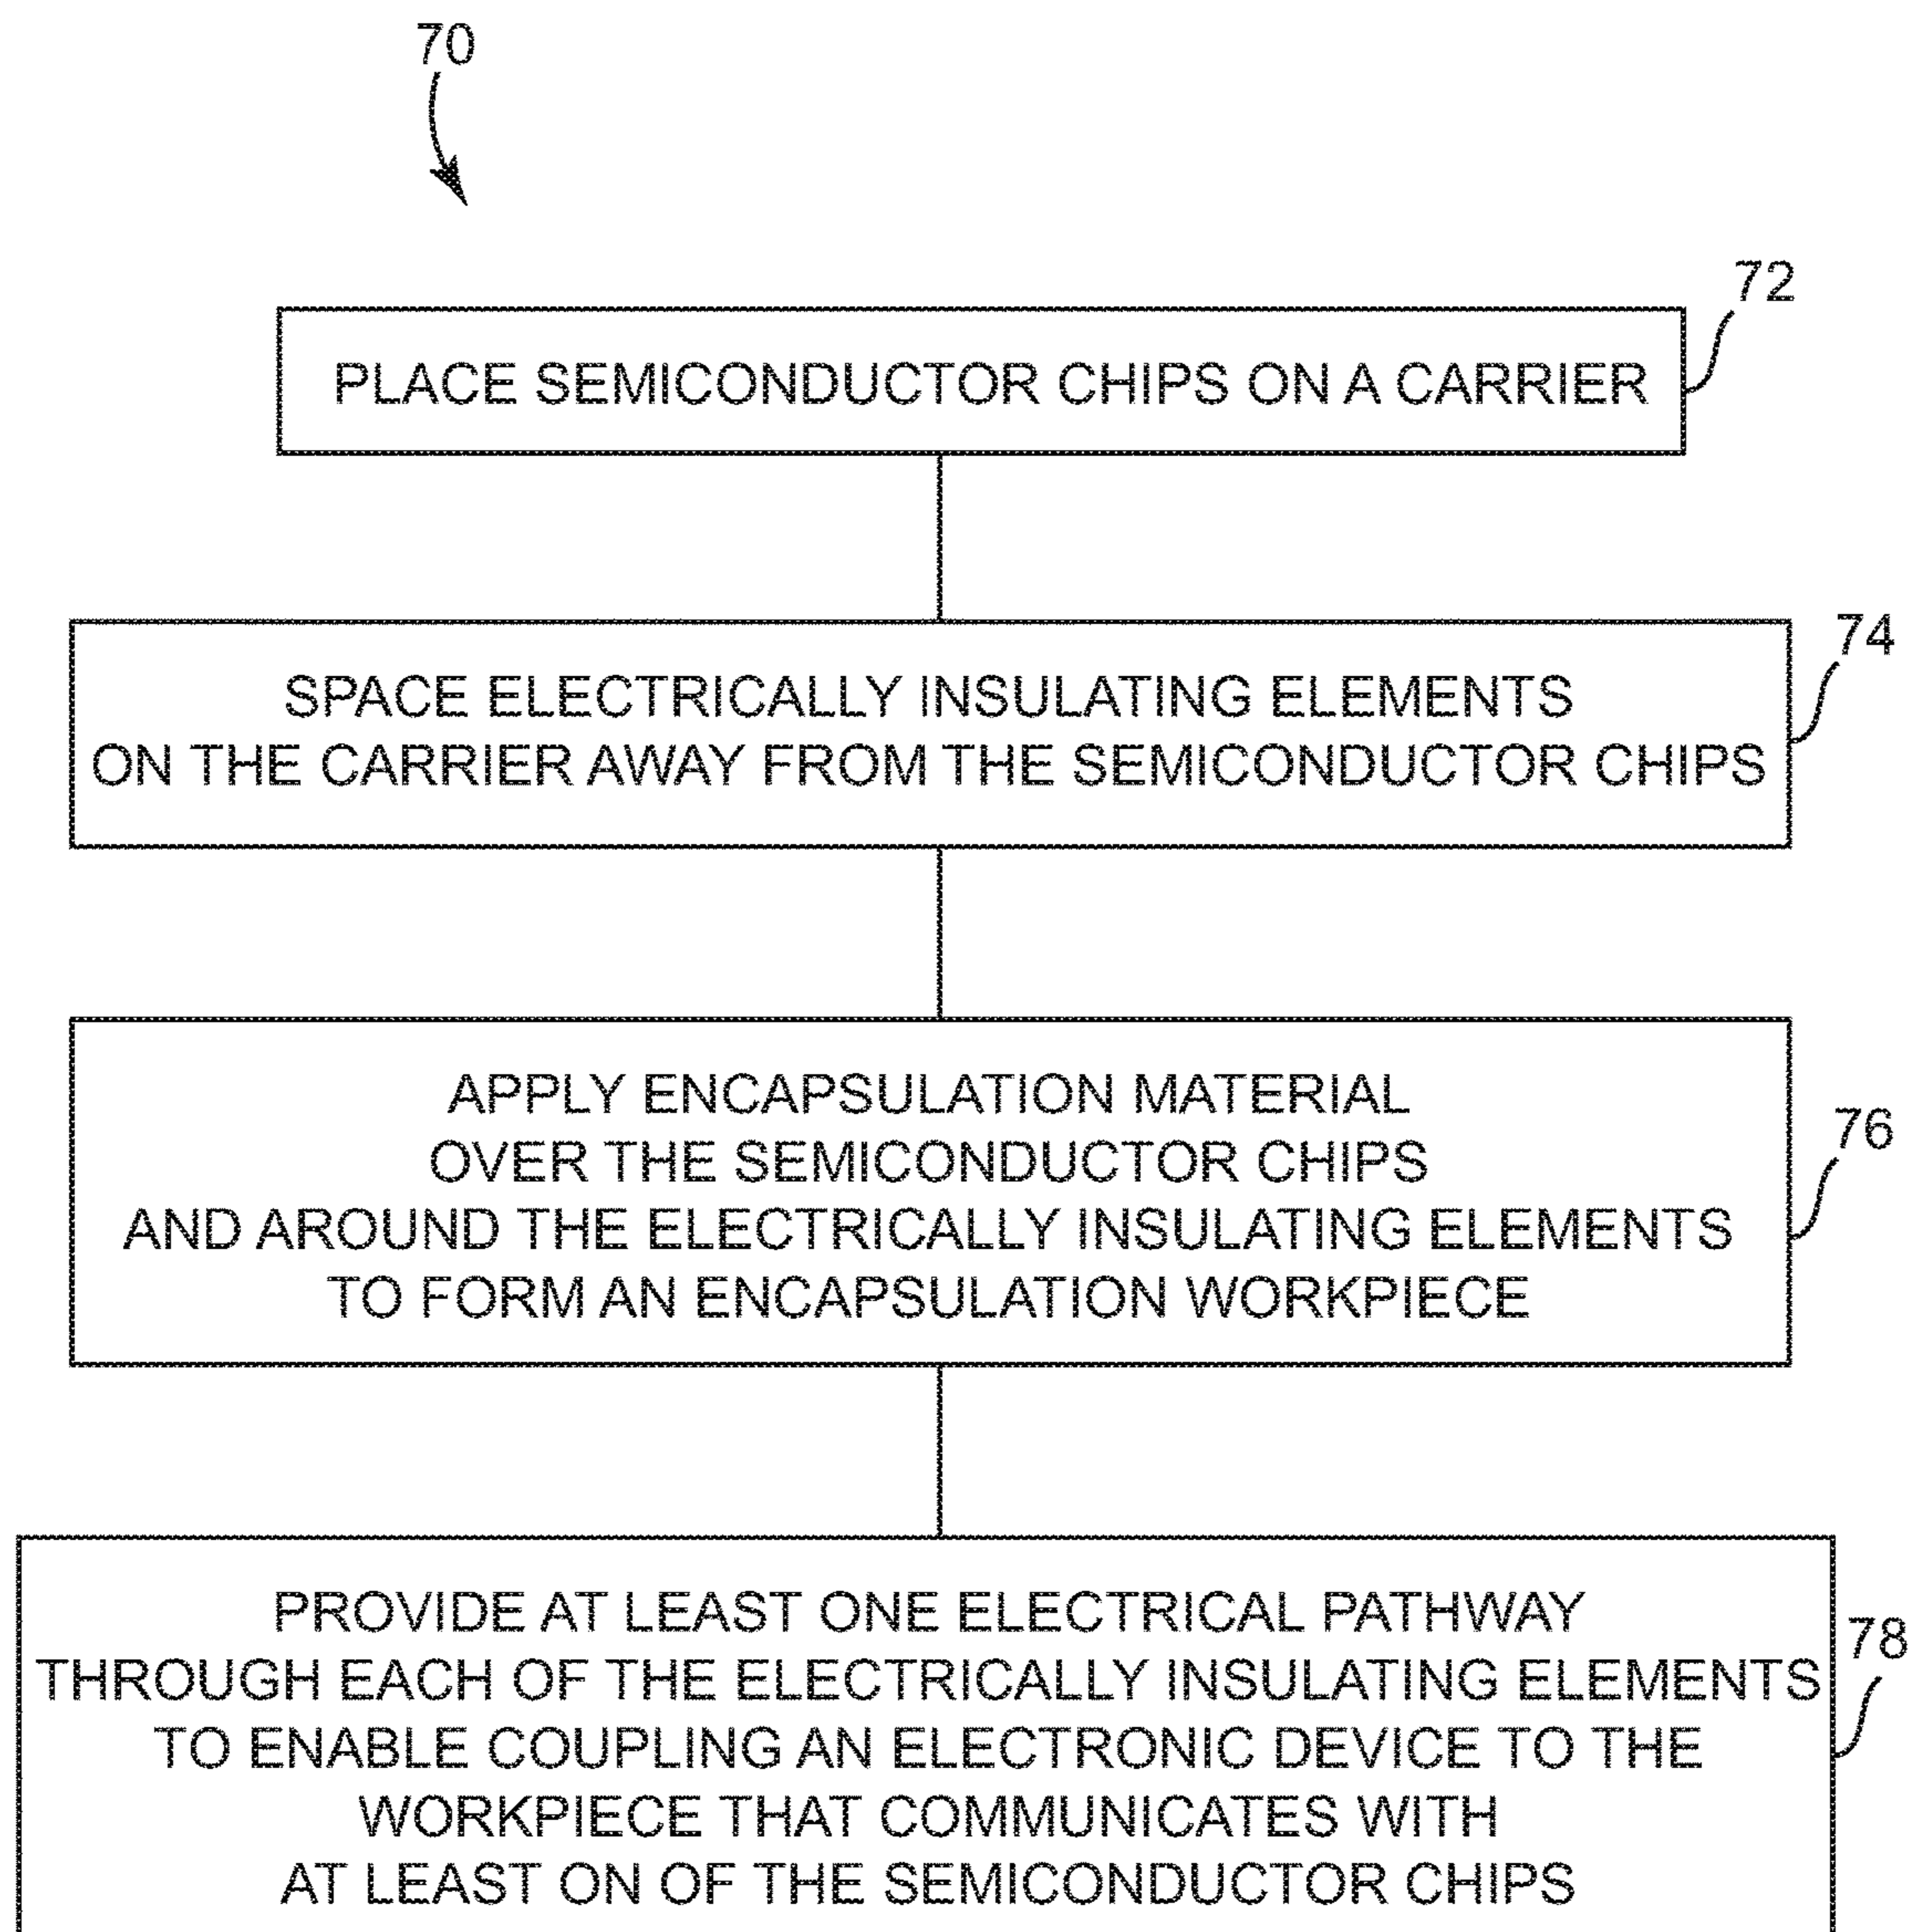 70
72
PLACE SEMICONDUCTOR CHIPS ON A CARRIER
74
SPACE ELECTRICALLY INSULATING ELEMENTS
ON THE CARRIER AWAY FROM THE SEMICONDUCTOR CHIPS
76
APPLY ENCAPSULATION MATERIAL
OVER THE SEMICONDUCTOR CHIPS
AND AROUND THE ELECTRICALLY INSULATING ELEMENTS
TO FORM AN ENCAPSULATION WORKPIECE
78
PROVIDE AT LEAST ONE ELECTRICAL PATHWAY
THROUGH EACH OF THE ELECTRICALLY INSULATING ELEMENTS
TO ENABLE COUPLING AN ELECTRONIC DEVICE TO THE
WORKPIECE THAT COMMUNICATES WITH
AT LEAST ON OF THE SEMICONDUCTOR CHIPS